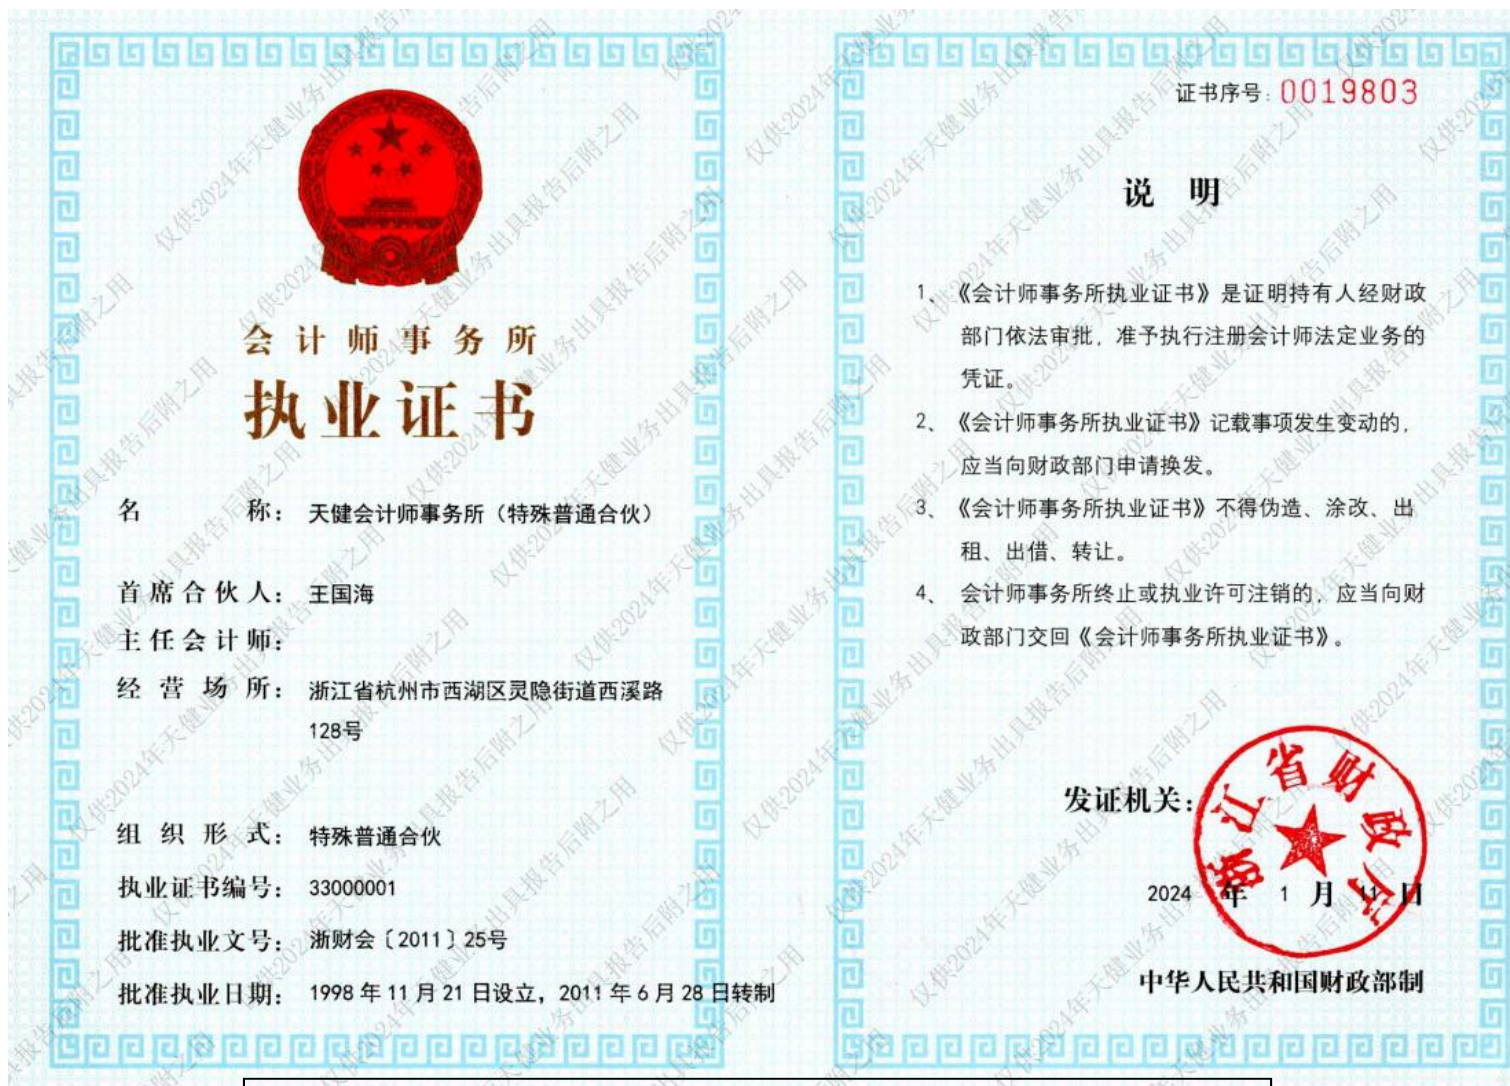 会计师事务所
执业证书
名 称: 天健会计师事务所（特殊普通合伙）
首席合伙人: 王国海
主任会计师:
经营场所: 浙江省杭州市西湖区灵隐街道西溪路
128号
组织形式: 特殊普通合伙
执业证书编号: 33000001
批准执业文号: 浙财会〔2011〕25号
批准执业日期: 1998年11月21日设立，2011年6月28日转制
证书序号: 0019803
说 明
1、《会计师事务所执业证书》是证明持有人经财政
部门依法审批，准予执行注册会计师法定业务的
凭证。
2、《会计师事务所执业证书》记载事项发生变动的，
应当向财政部门申请换发。
3、《会计师事务所执业证书》不得伪造、涂改、出
租、出借、转让。
4、会计师事务所终止或执业许可注销的，应当向财
政部门交回《会计师事务所执业证书》。
发证机关:
浙江省财政厅
2024年1月11日
中华人民共和国财政部制
仅供2024年天健业务出具报告后附之用